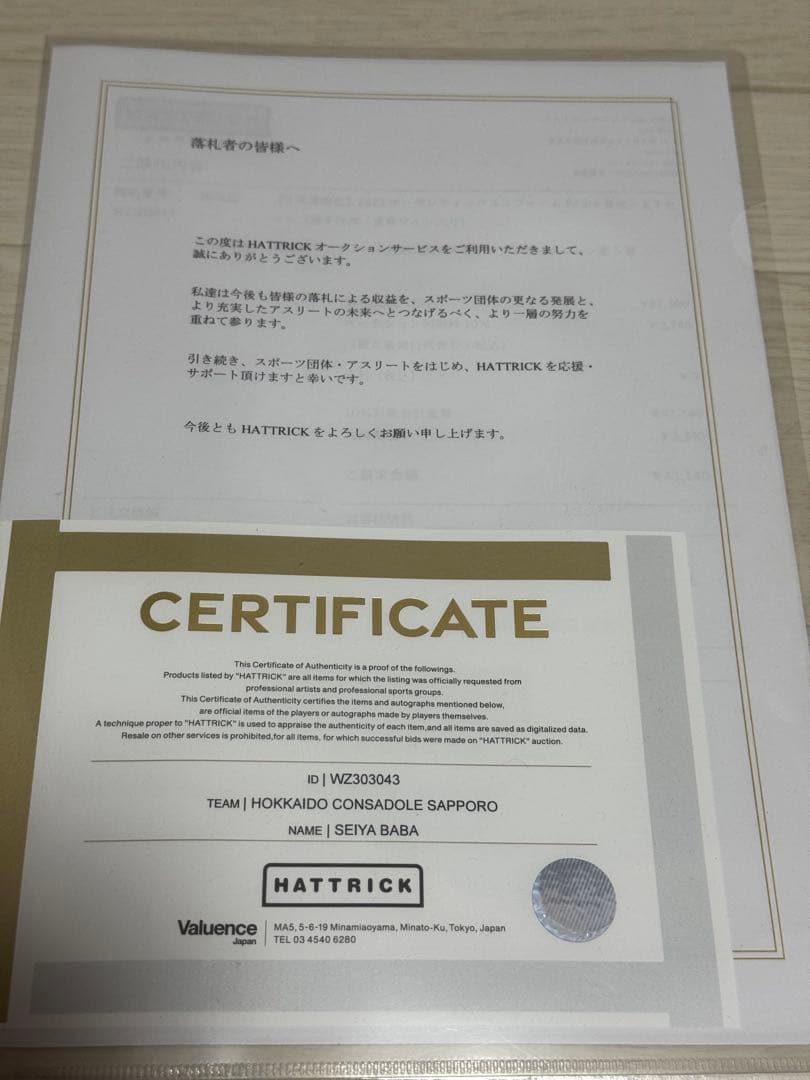 落札者の皆様へ
この度は HATTRICK オークションサービスをご利用いただきまして、
誠にありがとうございます。
私達は今後も皆様の落札による収益を、スポーツ団体の更なる発展と、
より充実したアスリートの未来へとつなげるべく、より一層の努力を
重ねて参ります。
引き続き、スポーツ団体・アスリートをはじめ、HATTRICK を応援・
サポート頂けますと幸いです。
今後とも HATTRICK をよろしくお願い申し上げます。
CERTIFICATE
This Certificate of Authenticity is a proof of the followings.
Products listed by "HATTRICK" are all items for which the listing was officially requested from
professional artists and professional sports groups.
This Certificate of Authenticity certifies the items and autographs mentioned below,
are official items of the players or autographs made by players themselves.
A technique proper to "HATTRICK" is used to appraise the authenticity of each item,and all items are saved as digitalized data.
Resale on other services is prohibited,for all items, for which successful bids were made on "HATTRICK" auction.
ID | WZ303043
TEAM | HOKKAIDO CONSADOLE SAPPORO
NAME | SEIYA BABA
HATTRICK
Valuence
Japan
MA5, 5-6-19 Minamiaoyama, Minato-Ku, Tokyo, Japan
TEL 03 4540 6280